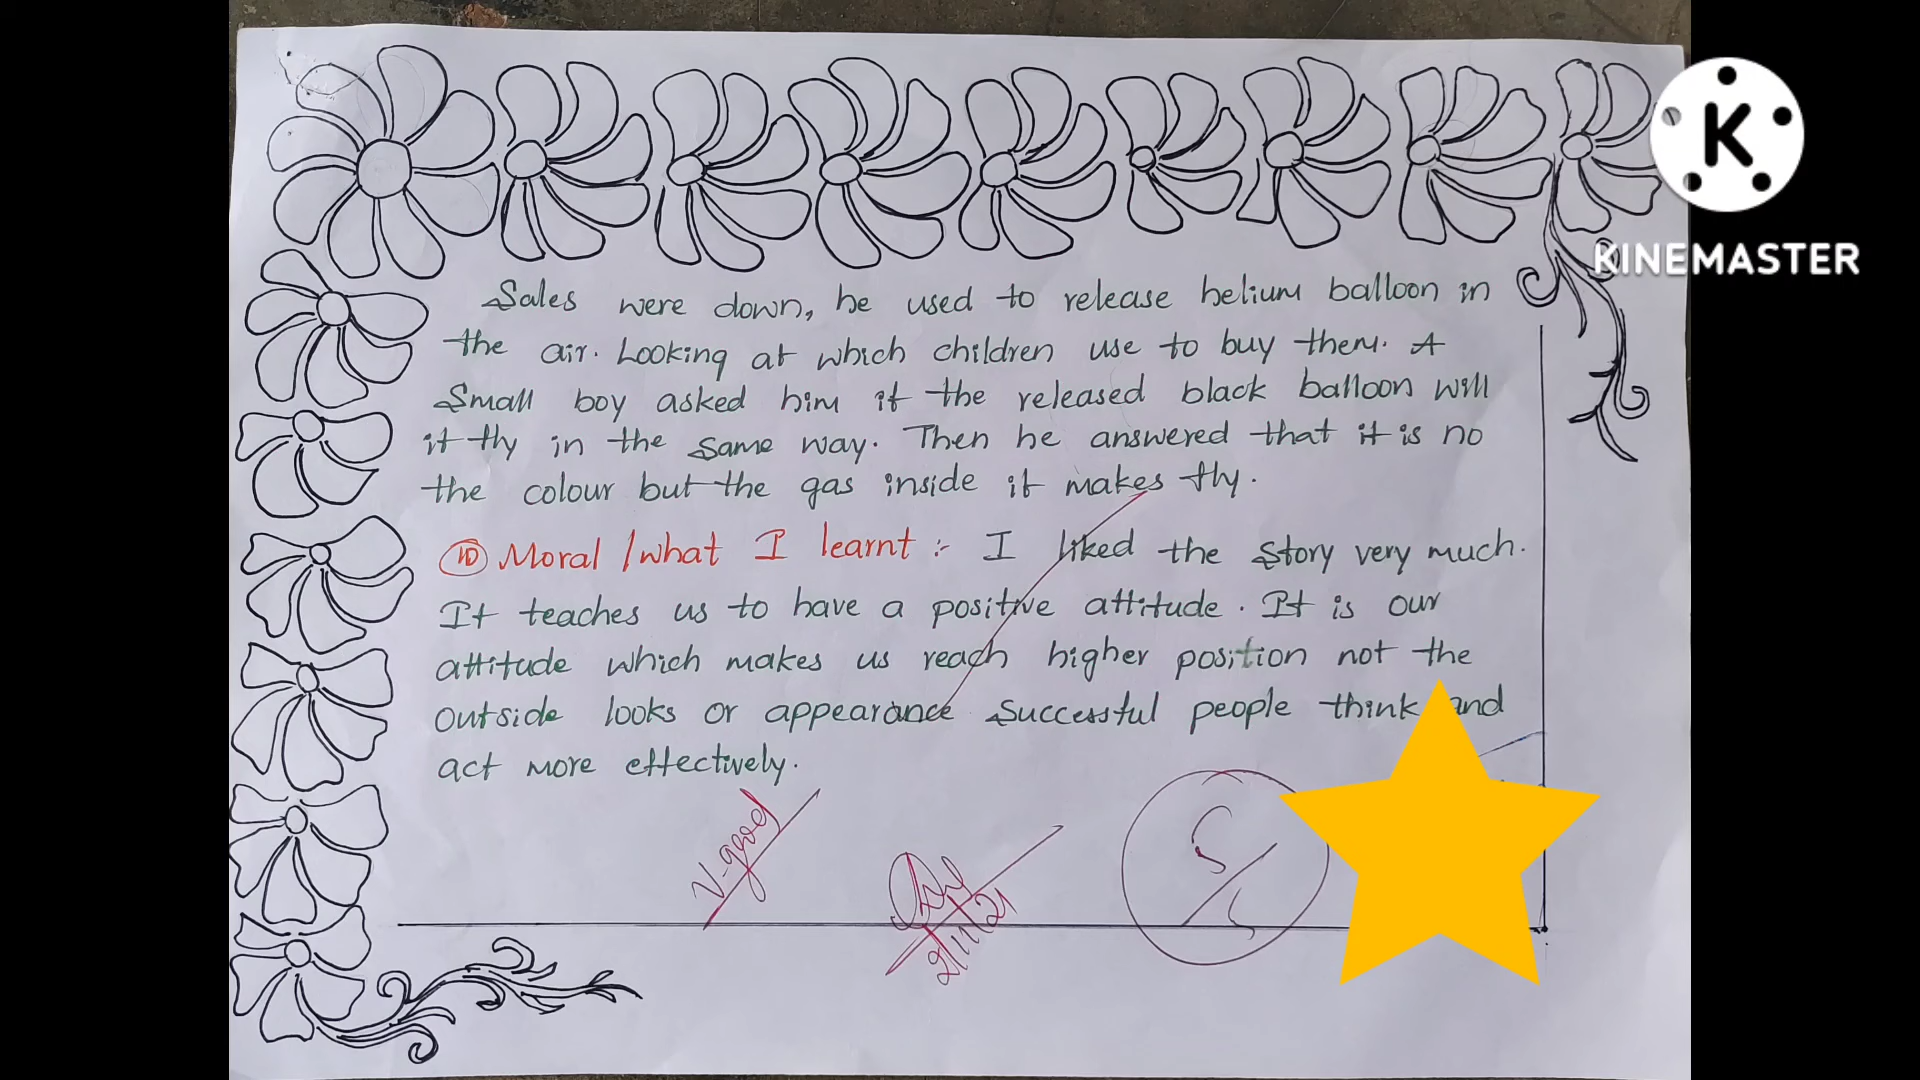 Sales were down, he used to release helium balloon in
the air. Looking at which children use to buy them. A
Small boy asked him if the released black balloon will
it fly in the same way. Then he answered that it is no
the colour but the gas inside it makes fly.
10 Moral / what I learnt :- I liked the story very much.
It teaches us to have a positive attitude. It is our
attitude which makes us reach higher position not the
outside looks or appearance successful people think and
act more effectively.
V-good
2/11/21
K
KINEMASTER